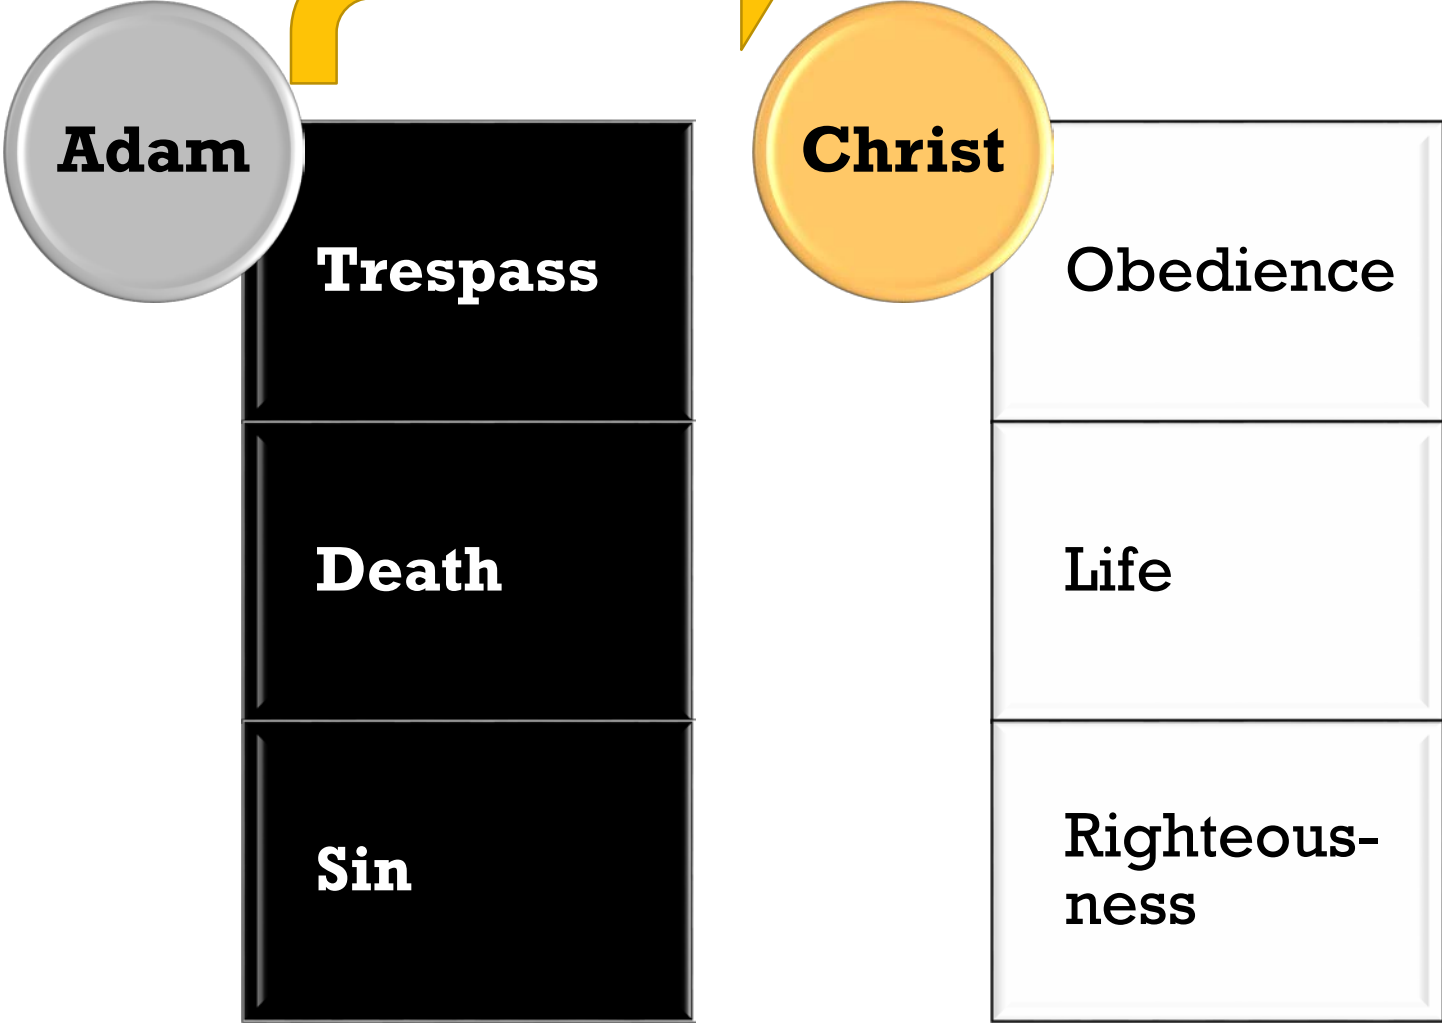 Adam
Trespass
Death
Sin
Christ
Obedience
Life
Righteous-
ness